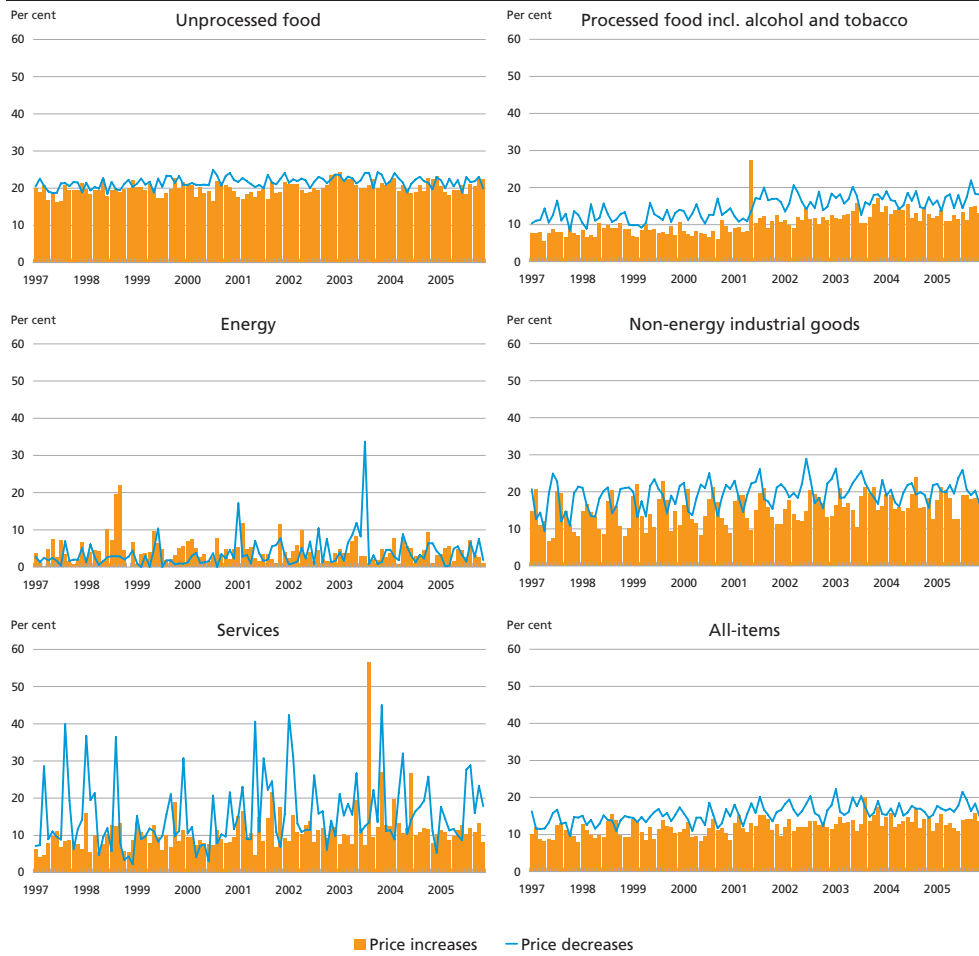 Per cent
Unprocessed food
60
50
40
30
20
10
0
1997 1998 1999 2000 2001 2002 2003 2004 2005
Per cent
Processed food incl. alcohol and tobacco
60
50
40
30
20
10
0
1997 1998 1999 2000 2001 2002 2003 2004 2005
Per cent
Energy
60
50
40
30
20
10
0
1997 1998 1999 2000 2001 2002 2003 2004 2005
Per cent
Non-energy industrial goods
60
50
40
30
20
10
0
1997 1998 1999 2000 2001 2002 2003 2004 2005
Per cent
Services
60
50
40
30
20
10
0
1997 1998 1999 2000 2001 2002 2003 2004 2005
Per cent
All-items
60
50
40
30
20
10
0
1997 1998 1999 2000 2001 2002 2003 2004 2005
Price increases Price decreases